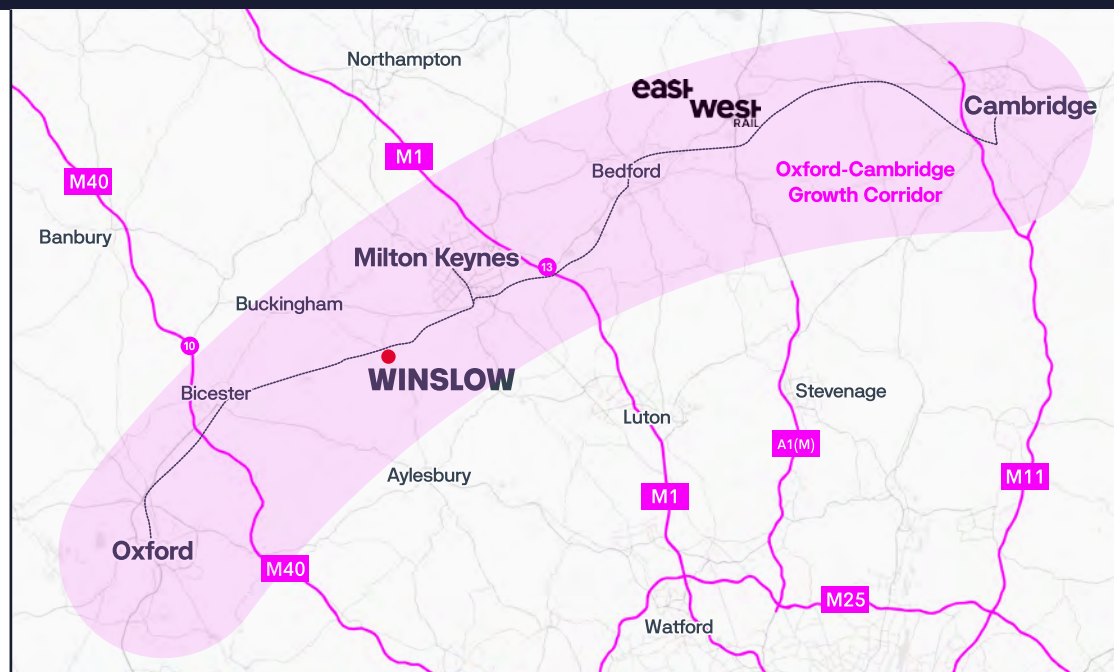 Northampton
east
west
RAIL
Cambridge
M1
Bedford
Oxford-Cambridge
Growth Corridor
M40
Banbury
Milton Keynes
13
Buckingham
10
WINSLOW
Bicester
Stevenage
Luton
A1(M)
Aylesbury
M11
M1
Oxford
M40
M25
Watford